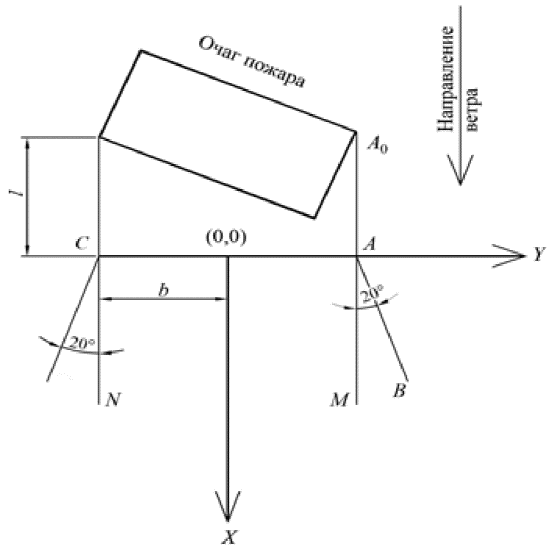 Очаг пожара
Направление
ветра
A0
l
C
(0,0)
A
Y
b
20°
20°
N
M
B
X